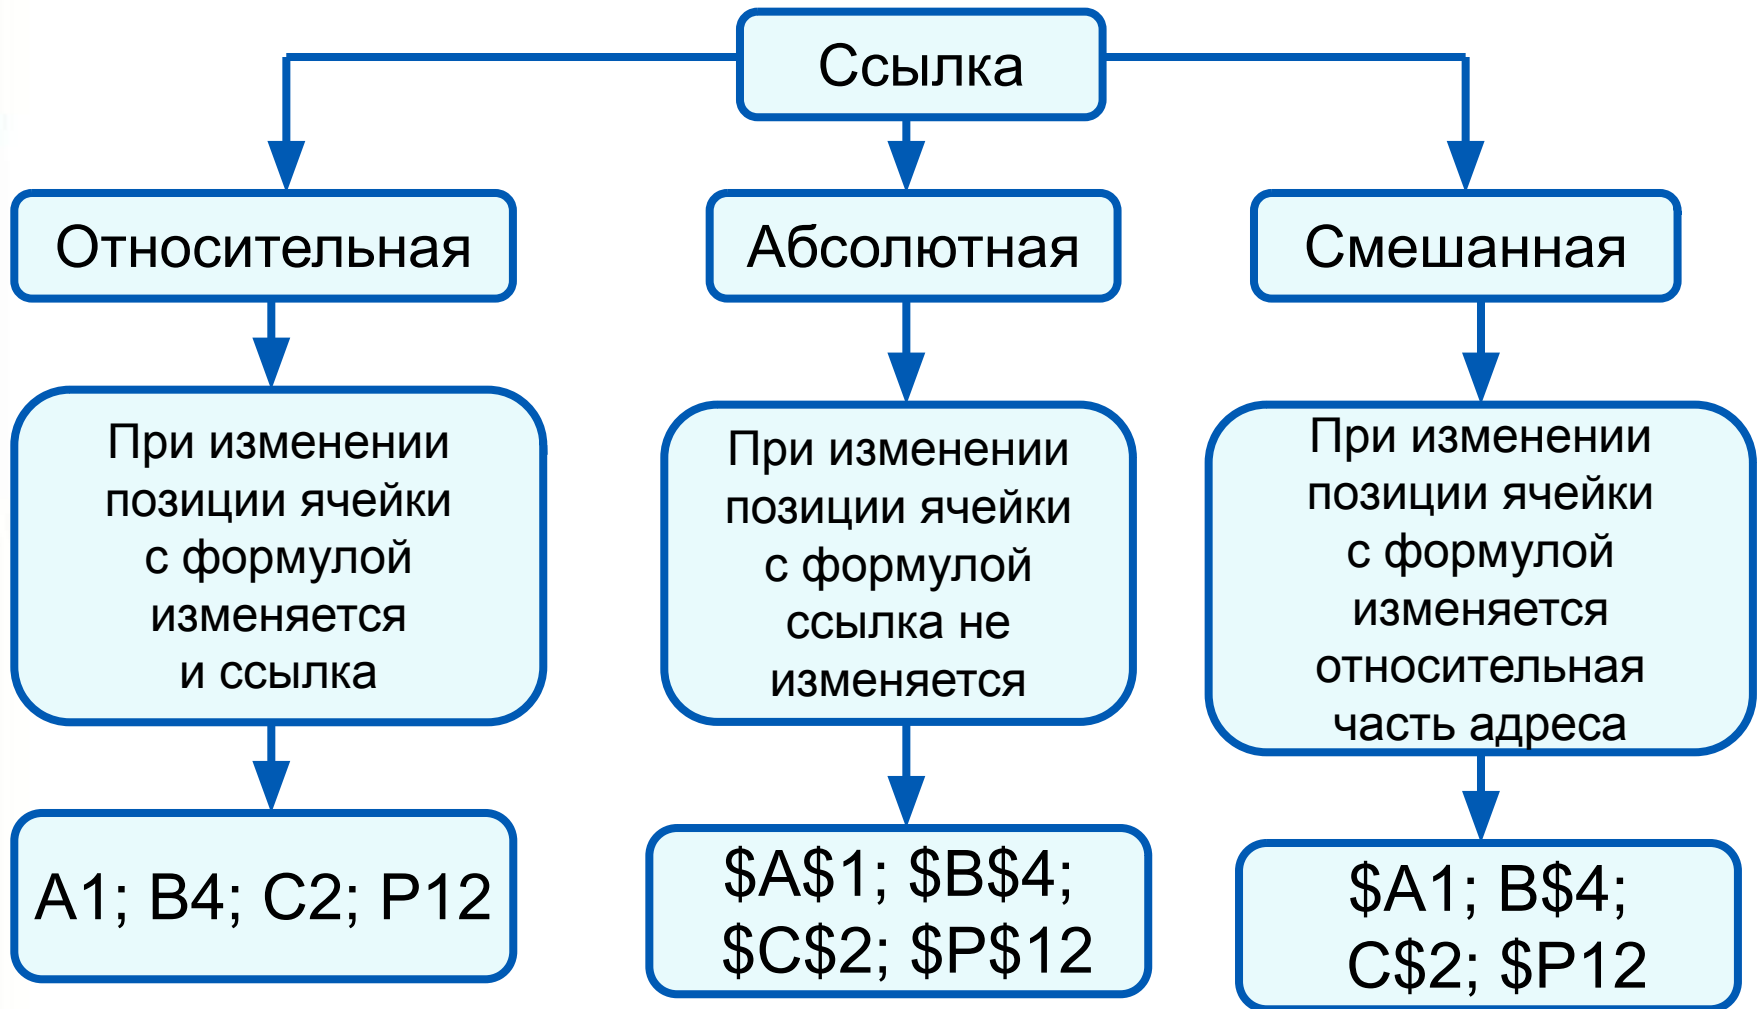 Ссылка
Относительная
Абсолютная
Смешанная
При изменении
позиции ячейки
с формулой
изменяется
и ссылка
При изменении
позиции ячейки
с формулой
ссылка не
изменяется
При изменении
позиции ячейки
с формулой
изменяется
относительная
часть адреса
A1; B4; C2; P12
$A$1; $B$4;
$C$2; $P$12
$A1; B$4;
C$2; $P12